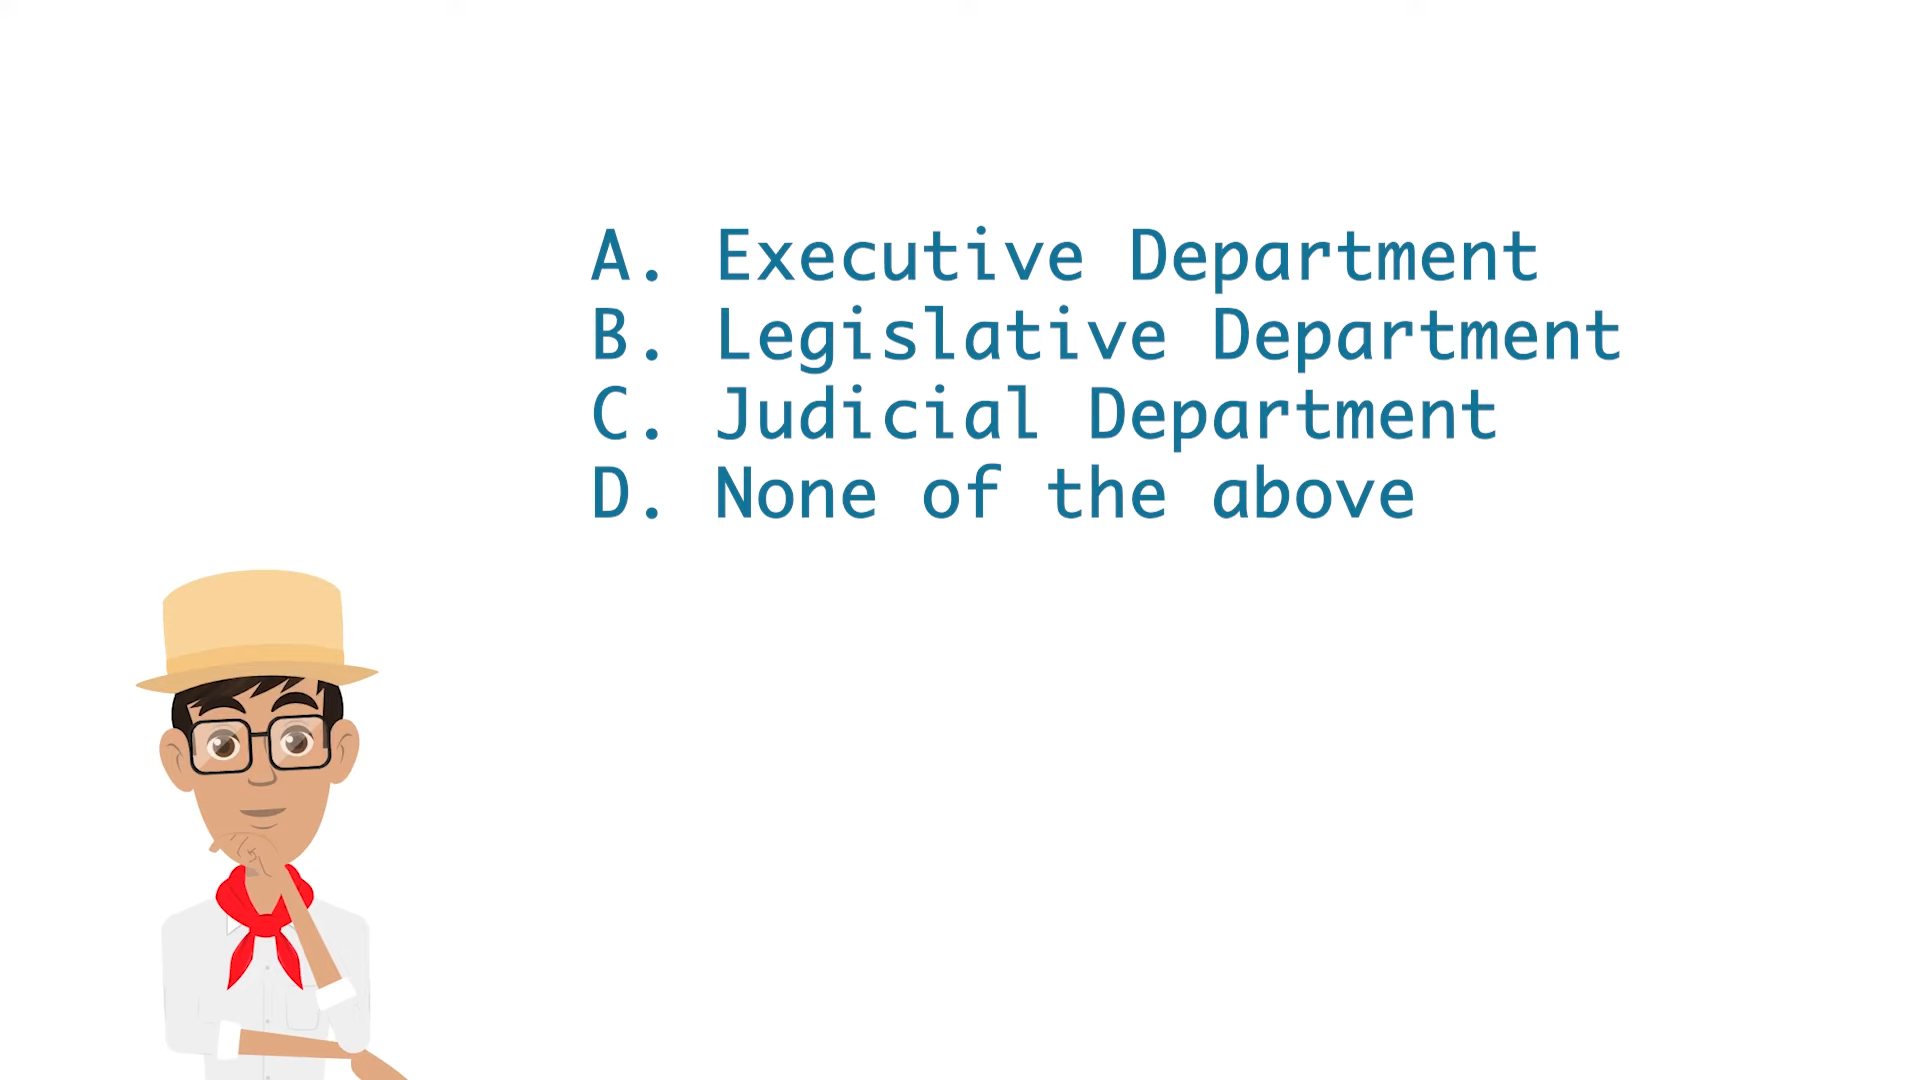 A. Executive Department
B. Legislative Department
C. Judicial Department
D. None of the above